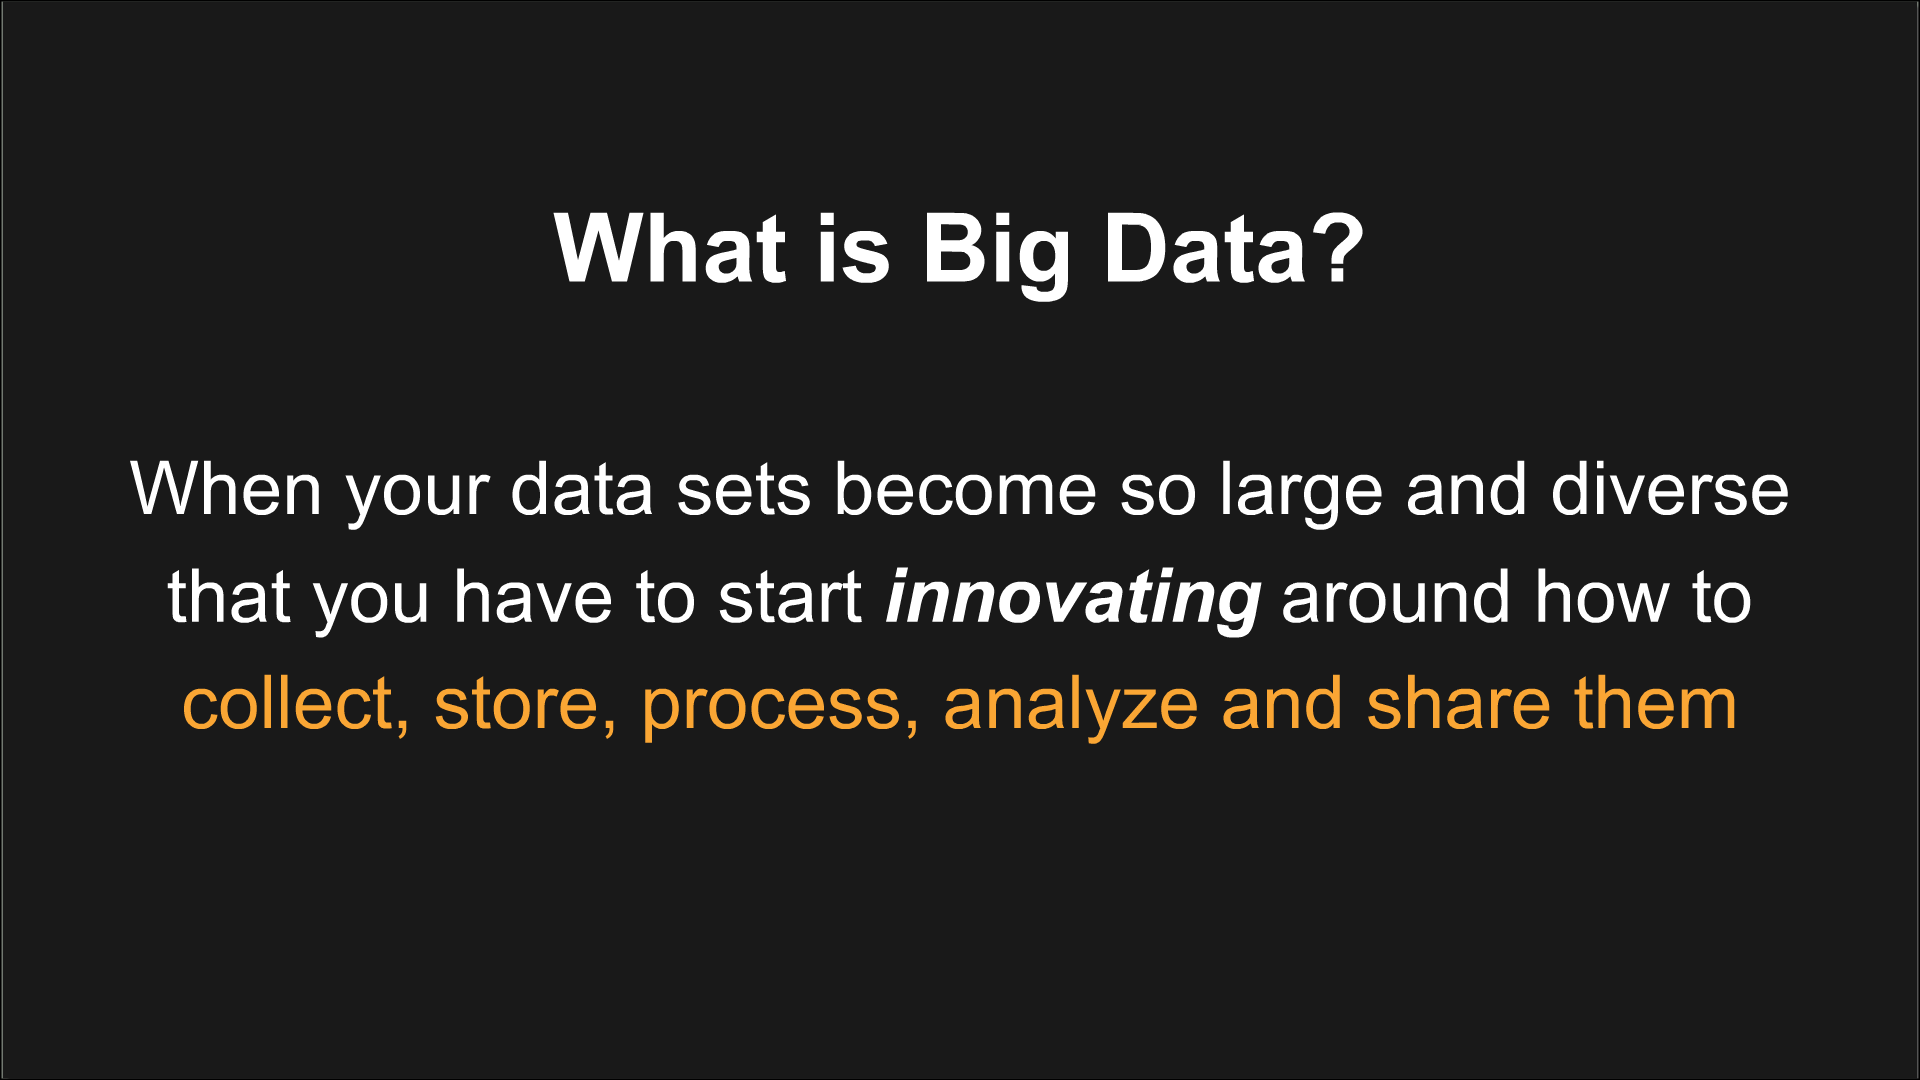 What is Big Data?
When your data sets become so large and diverse
that you have to start innovating around how to
collect, store, process, analyze and share them